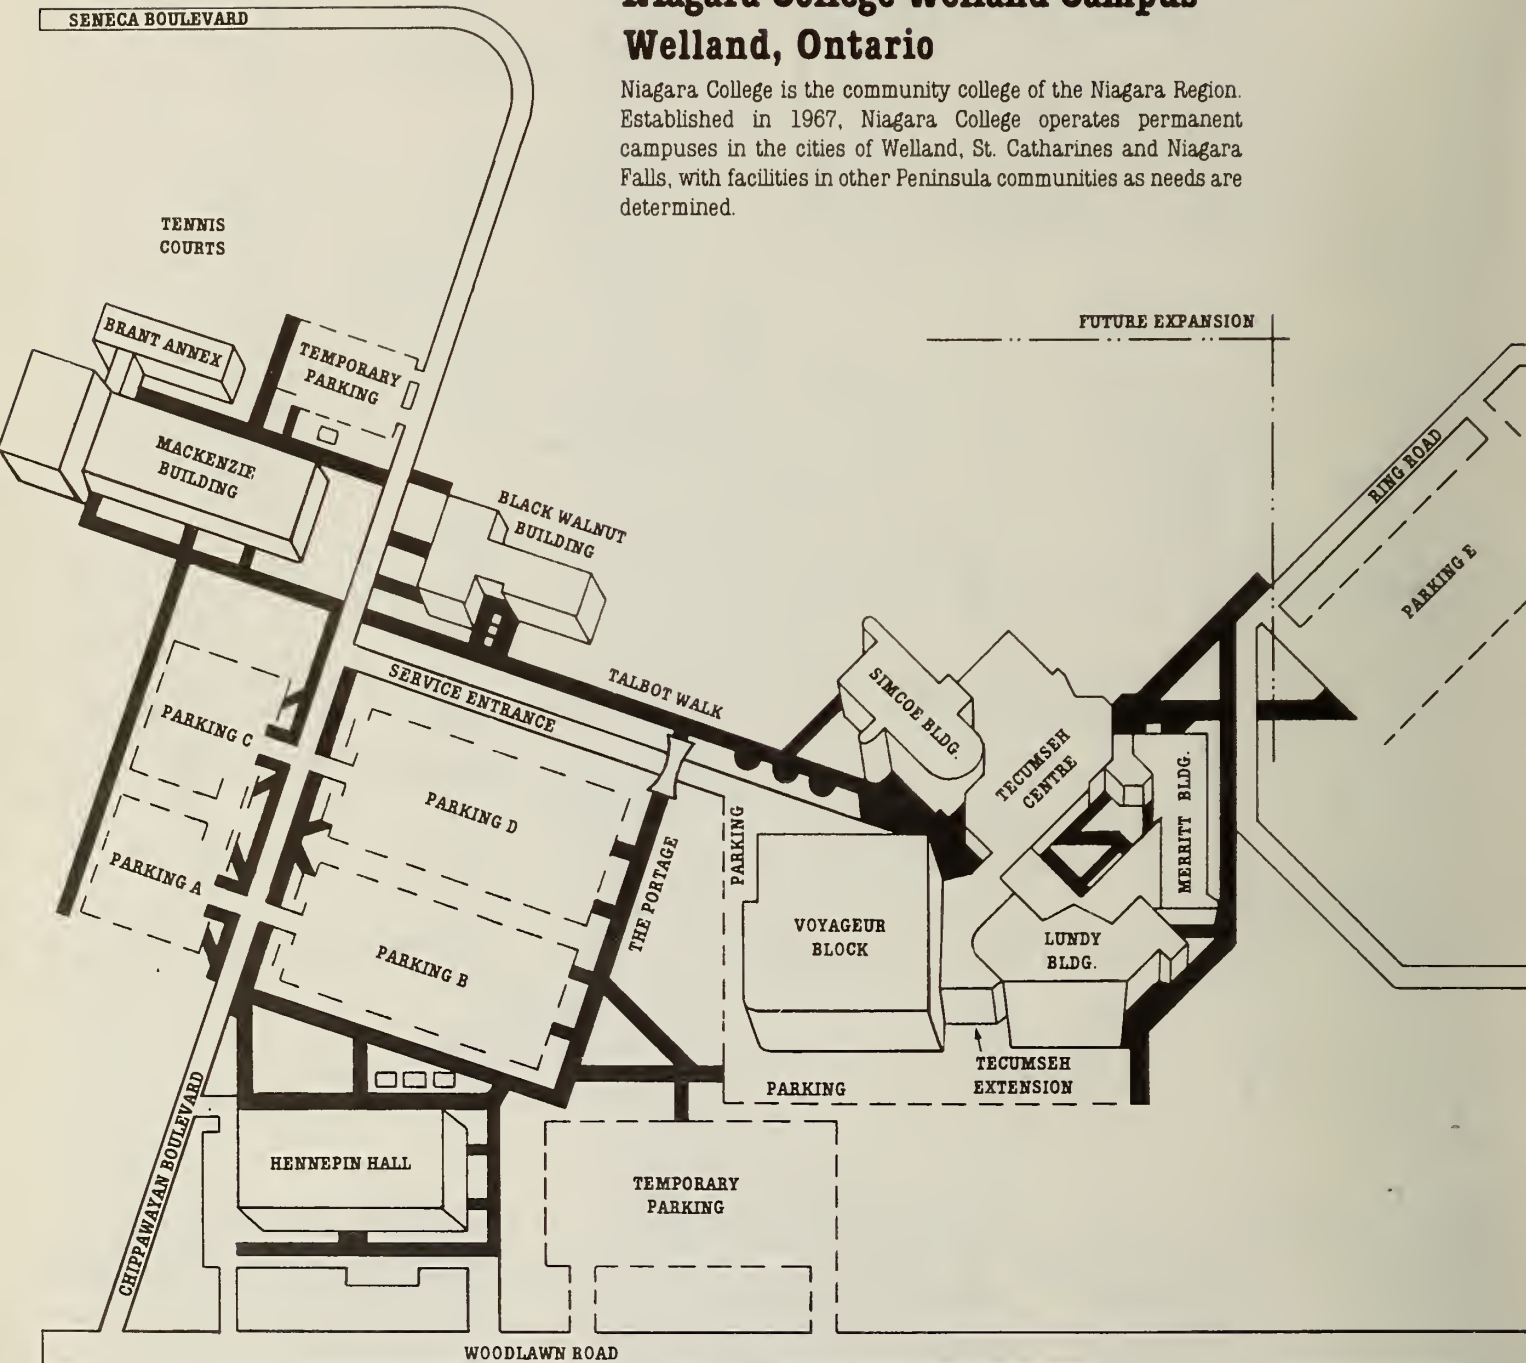 Niagara College Welland Campus
Welland, Ontario
Niagara College is the community college of the Niagara Region.
Established in 1967, Niagara College operates permanent
campuses in the cities of Welland, St. Catharines and Niagara
Falls, with facilities in other Peninsula communities as needs are
determined.
SENECA BOULEVARD
TENNIS
COURTS
FUTURE EXPANSION
BRANT ANNEX
TEMPORARY
PARKING
MACKENZIE
BUILDING
BLACK WALNUT
BUILDING
RING ROAD
PARKING E
SERVICE ENTRANCE
TALBOT WALK
SIMCOE BLDG.
TECUMSEH
CENTRE
MERRITT BLDG.
PARKING C
PARKING D
PARKING A
PARKING B
THE PORTAGE
PARKING
VOYAGEUR
BLOCK
LUNDY
BLDG.
TECUMSEH
EXTENSION
PARKING
CHIPPAWAYAN BOULEVARD
HENNEPIN HALL
TEMPORARY
PARKING
WOODLAWN ROAD